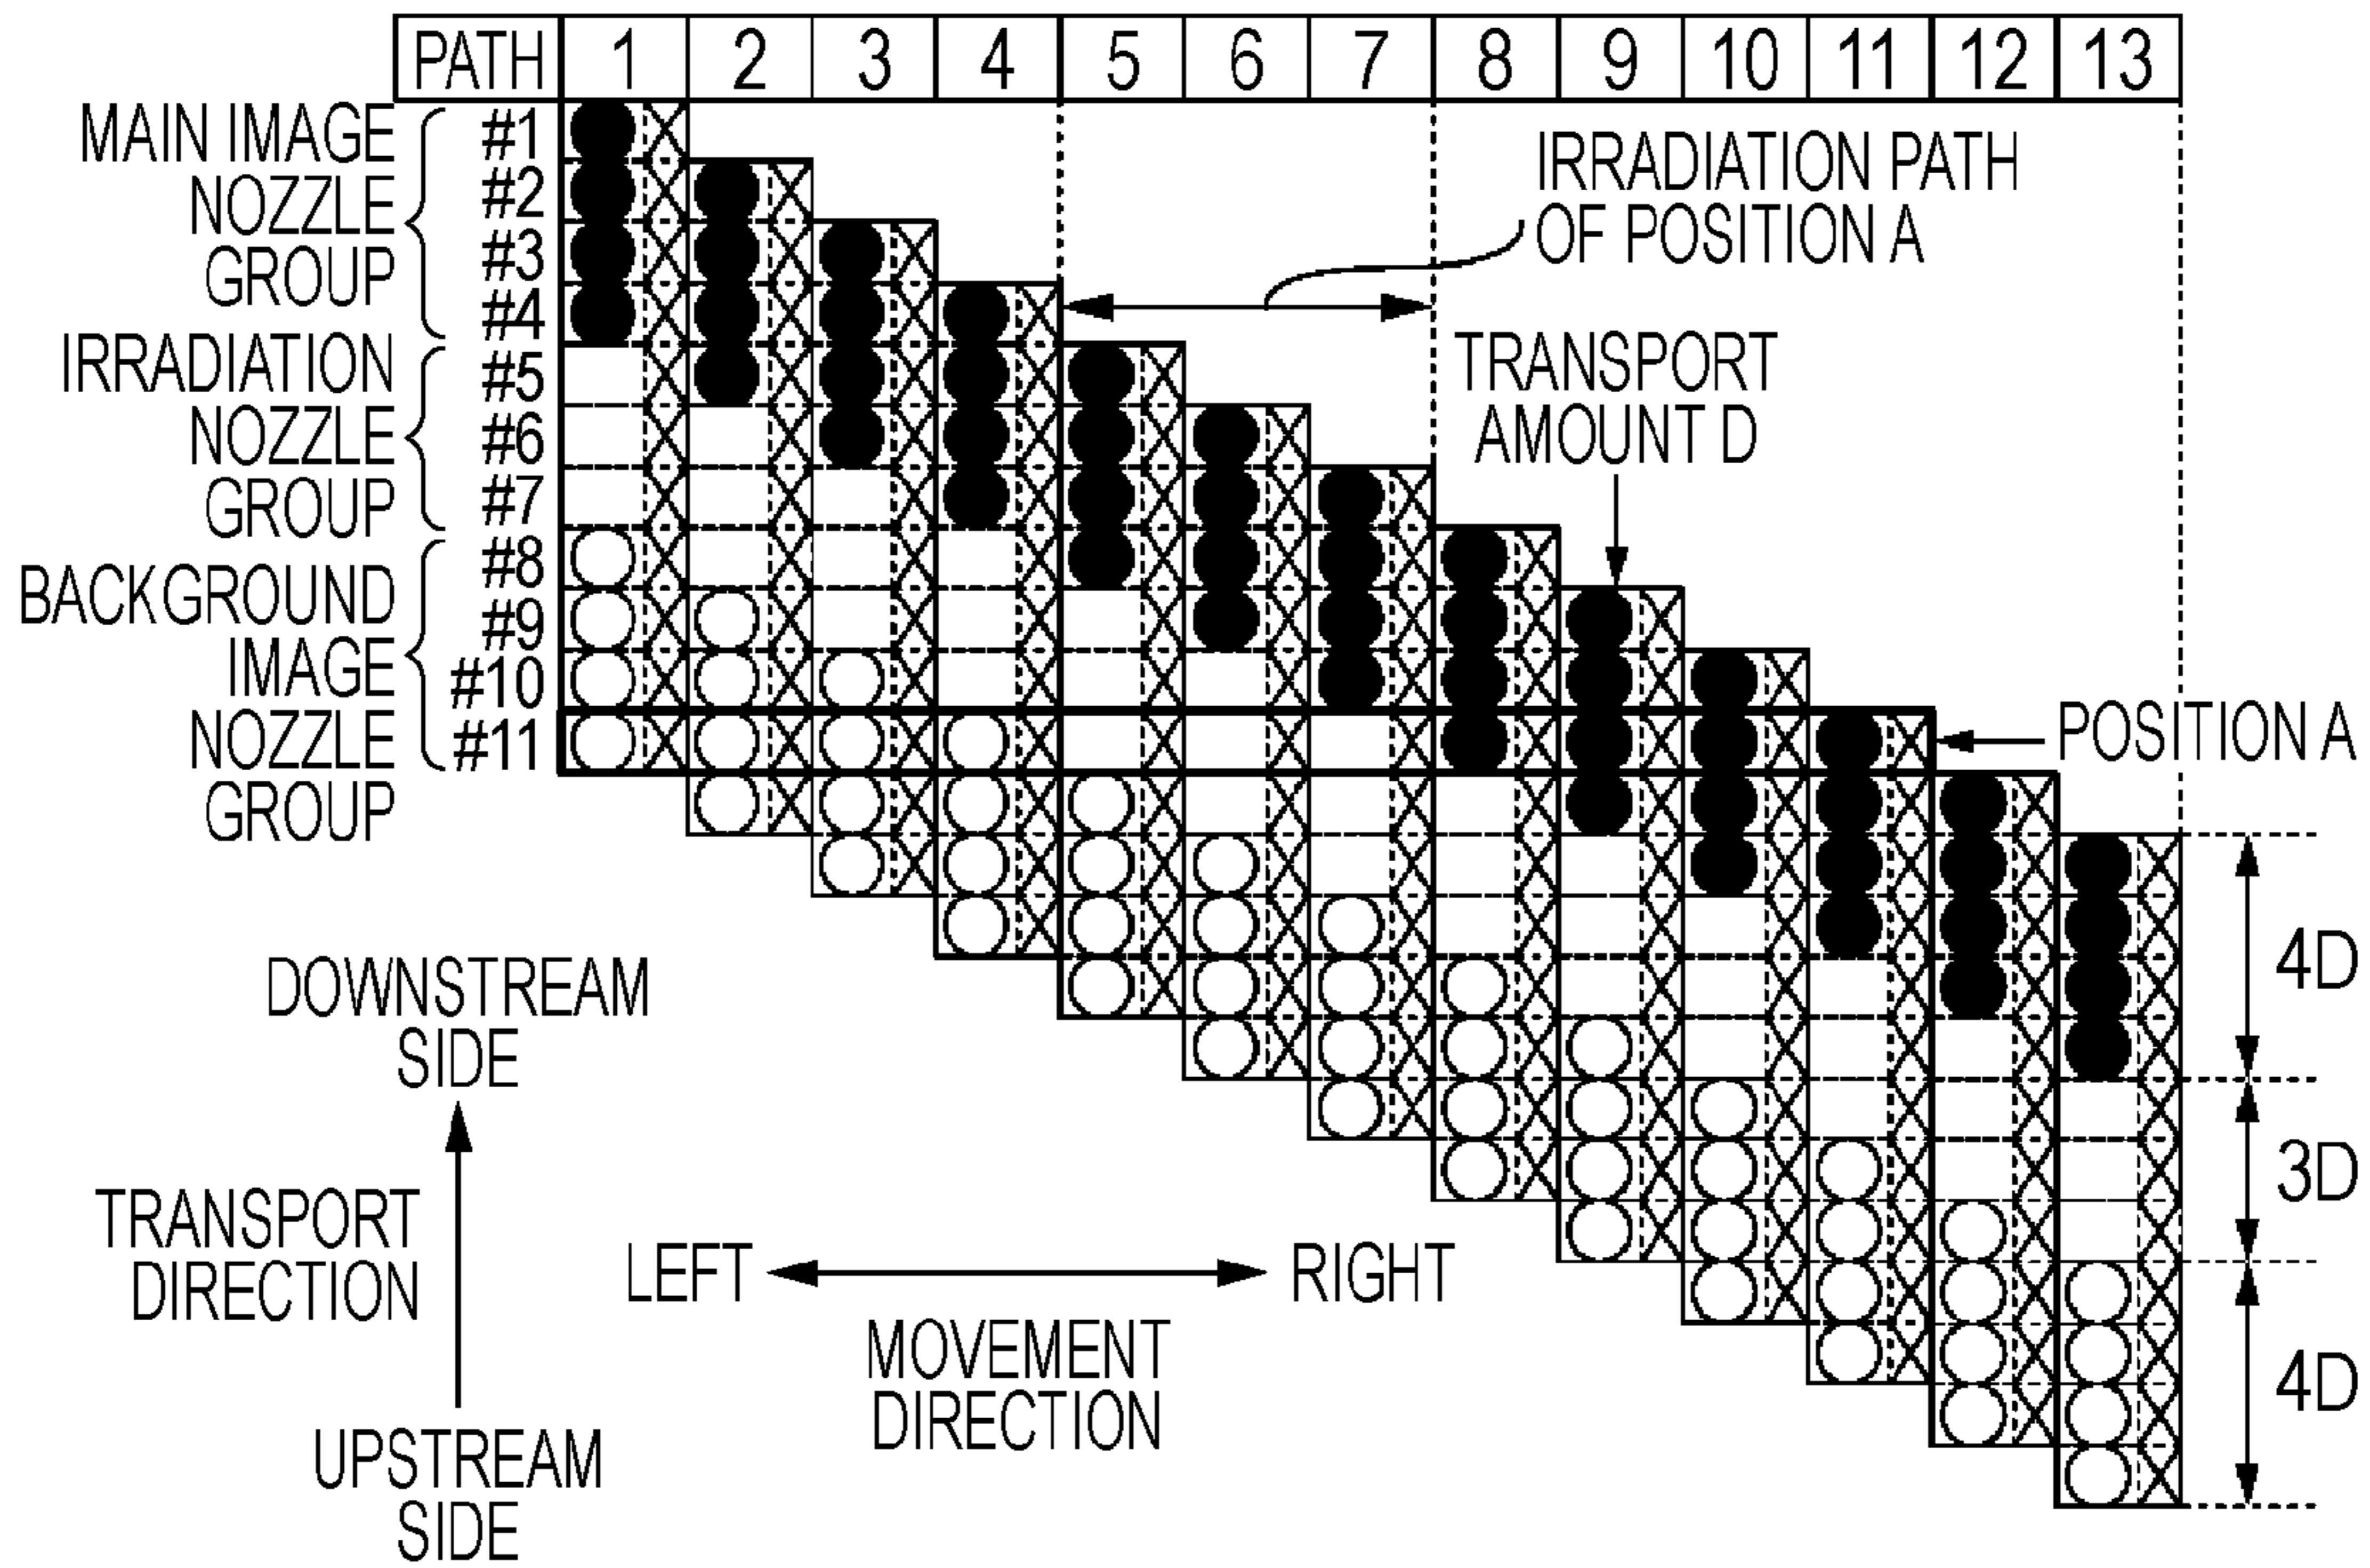 PATH 1 2 3 4 5 6 7 8 9 10 11 12 13
MAIN IMAGE
NOZZLE
GROUP
#1
#2
#3
#4
IRRADIATION
NOZZLE
GROUP
#5
#6
#7
BACKGROUND
IMAGE
NOZZLE
GROUP
#8
#9
#10
#11
IRRADIATION PATH
OF POSITION A
TRANSPORT
AMOUNT D
POSITION A
4D
3D
4D
DOWNSTREAM
SIDE
TRANSPORT
DIRECTION
UPSTREAM
SIDE
LEFT
RIGHT
MOVEMENT
DIRECTION